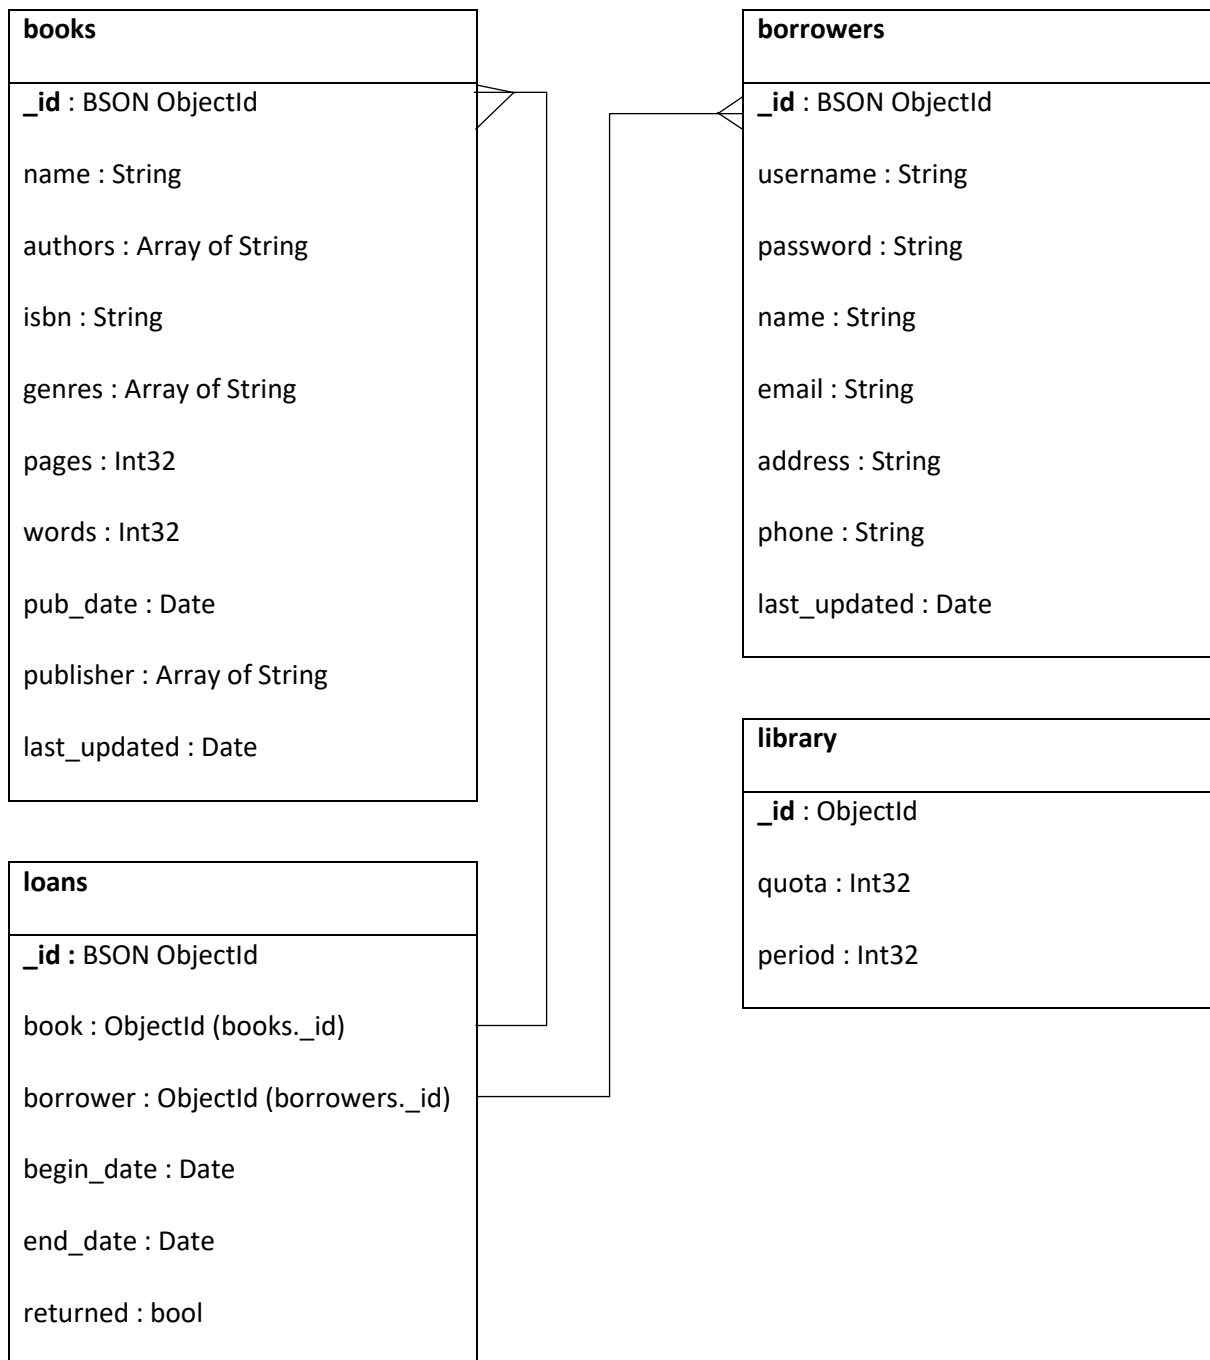 books
_id : BSON ObjectId
name : String
authors : Array of String
isbn : String
genres : Array of String
pages : Int32
words : Int32
pub_date : Date
publisher : Array of String
last_updated : Date
borrowers
_id : BSON ObjectId
username : String
password : String
name : String
email : String
address : String
phone : String
last_updated : Date
library
_id : ObjectId
quota : Int32
period : Int32
loans
_id : BSON ObjectId
book : ObjectId (books._id)
borrower : ObjectId (borrowers._id)
begin_date : Date
end_date : Date
returned : bool